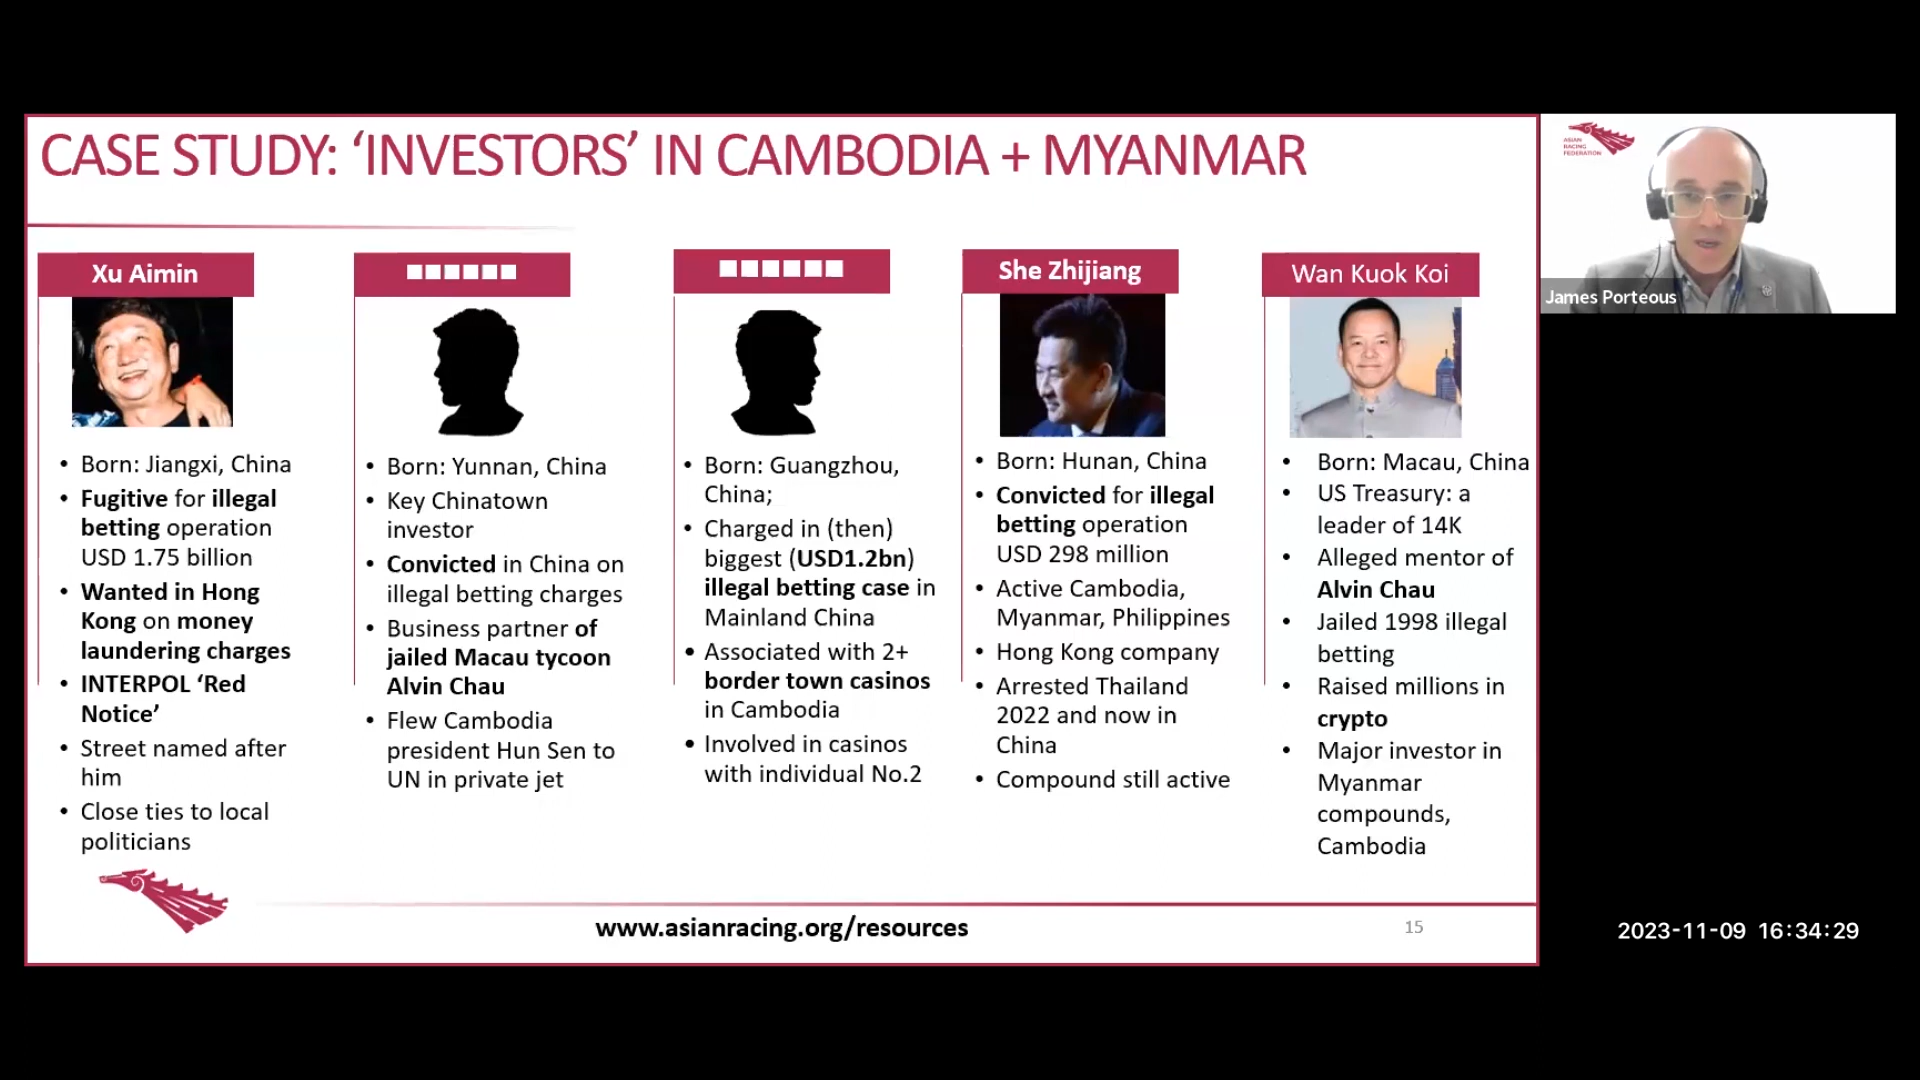 CASE STUDY: ‘INVESTORS’ IN CAMBODIA + MYANMAR
Xu Aimin
• Born: Jiangxi, China
• Fugitive for illegal
betting operation
USD 1.75 billion
• Wanted in Hong
Kong on money
laundering charges
• INTERPOL ‘Red
Notice’
• Street named after
him
• Close ties to local
politicians
• Born: Yunnan, China
• Key Chinatown
investor
• Convicted in China on
illegal betting charges
• Business partner of
jailed Macau tycoon
Alvin Chau
• Flew Cambodia
president Hun Sen to
UN in private jet
• Born: Guangzhou,
China;
• Charged in (then)
biggest (USD1.2bn)
illegal betting case in
Mainland China
• Associated with 2+
border town casinos
in Cambodia
• Involved in casinos
with individual No.2
She Zhijiang
• Born: Hunan, China
• Convicted for illegal
betting operation
USD 298 million
• Active Cambodia,
Myanmar, Philippines
• Hong Kong company
• Arrested Thailand
2022 and now in
China
• Compound still active
Wan Kuok Koi
• Born: Macau, China
• US Treasury: a
leader of 14K
• Alleged mentor of
Alvin Chau
• Jailed 1998 illegal
betting
• Raised millions in
crypto
• Major investor in
Myanmar
compounds,
Cambodia
www.asianracing.org/resources
15
ASIAN
RACING
FEDERATION
James Porteous
2023-11-09 16:34:29